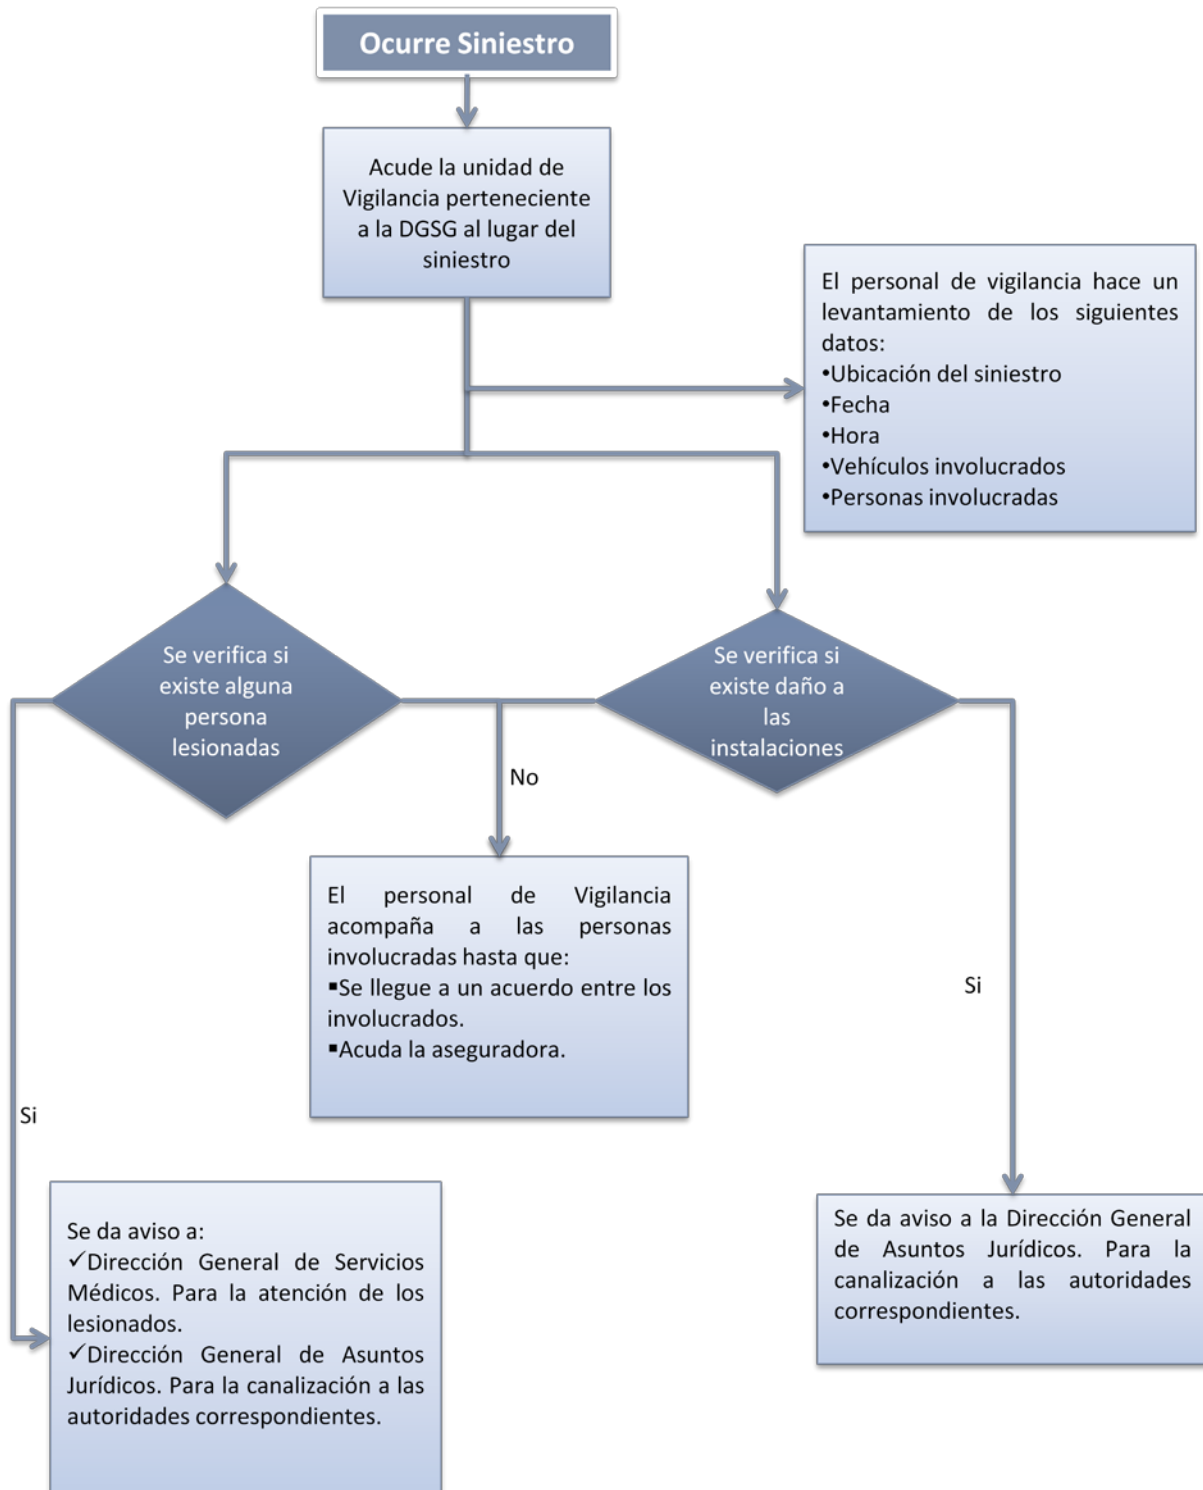 Ocurre Siniestro
Acude la unidad de
Vigilancia perteneciente
a la DGSG al lugar del
siniestro
El personal de vigilancia hace un
levantamiento de los siguientes
datos:
•Ubicación del siniestro
•Fecha
•Hora
•Vehículos involucrados
•Personas involucradas
Se verifica si
existe alguna
persona
lesionadas
Se verifica si
existe daño a
las
instalaciones
No
El personal de Vigilancia
acompaña a las personas
involucradas hasta que:
▪Se llegue a un acuerdo entre los
involucrados.
▪Acuda la aseguradora.
Si
Si
Se da aviso a:
✓Dirección General de Servicios
Médicos. Para la atención de los
lesionados.
✓Dirección General de Asuntos
Jurídicos. Para la canalización a las
autoridades correspondientes.
Se da aviso a la Dirección General
de Asuntos Jurídicos. Para la
canalización a las autoridades
correspondientes.